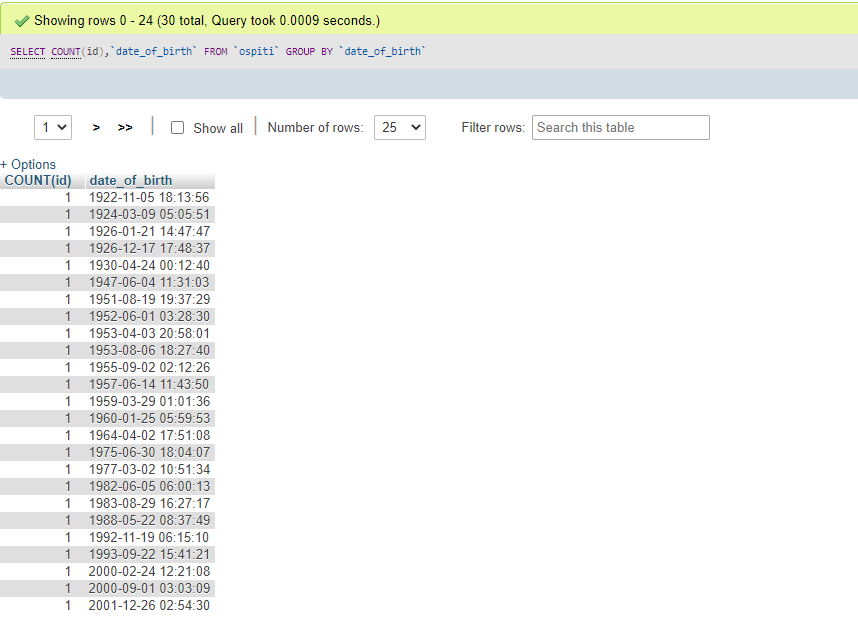 Showing rows 0 - 24 (30 total, Query took 0.0009 seconds.)
SELECT COUNT(id),`date_of_birth` FROM `ospiti` GROUP BY `date_of_birth`
1 > >> | Show all | Number of rows: 25 Filter rows: Search this table
+ Options
COUNT(id) date_of_birth
1 1922-11-05 18:13:56
1 1924-03-09 05:05:51
1 1926-01-21 14:47:47
1 1926-12-17 17:48:37
1 1930-04-24 00:12:40
1 1947-06-04 11:31:03
1 1951-08-19 19:37:29
1 1952-06-01 03:28:30
1 1953-04-03 20:58:01
1 1953-08-06 18:27:40
1 1955-09-02 02:12:26
1 1957-06-14 11:43:50
1 1959-03-29 01:01:36
1 1960-01-25 05:59:53
1 1964-04-02 17:51:08
1 1975-06-30 18:04:07
1 1977-03-02 10:51:34
1 1982-06-05 06:00:13
1 1983-08-29 16:27:17
1 1988-05-22 08:37:49
1 1992-11-19 06:15:10
1 1993-09-22 15:41:21
1 2000-02-24 12:21:08
1 2000-09-01 03:03:09
1 2001-12-26 02:54:30